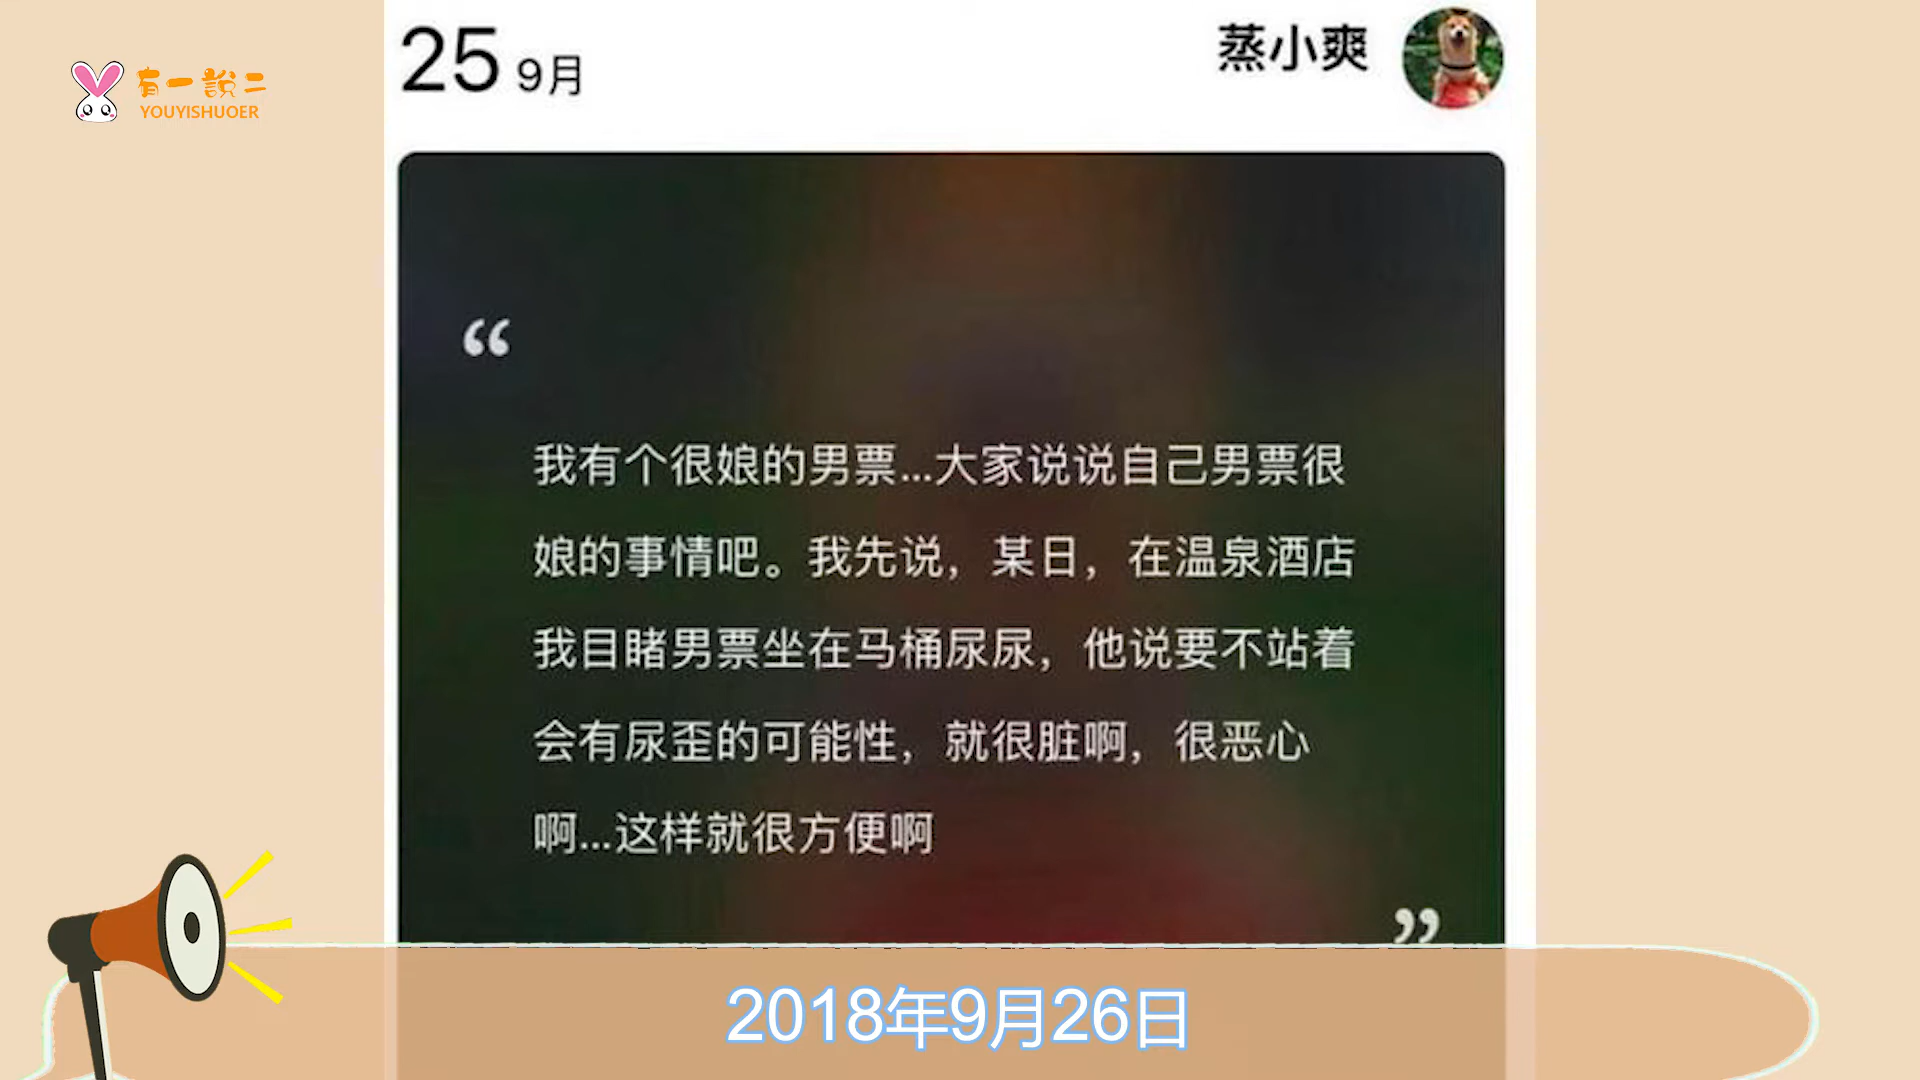 有一說二
YOUYISHUOER
25 9月
蒸小爽
“
我有个很娘的男票...大家说说自己男票很
娘的事情吧。我先说，某日，在温泉酒店
我目睹男票坐在马桶尿尿，他说要不站着
会有尿歪的可能性，就很脏啊，很恶心
啊...这样就很方便啊
”
2018年9月26日